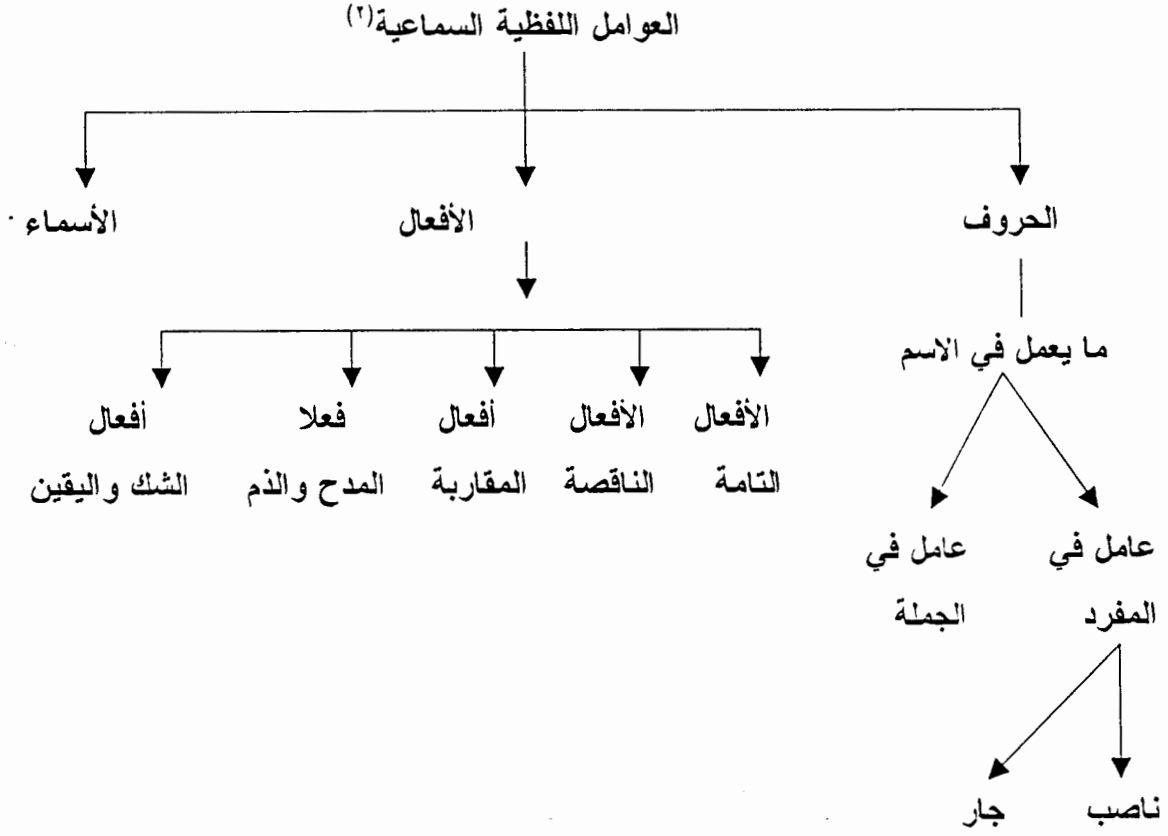 العوامل اللفظية السماعية(٢)
الحروف
الأفعال
الأسماء
ما يعمل في الاسم
الأفعال
التامة
الأفعال
الناقصة
أفعال
المقاربة
فعلا
المدح والذم
أفعال
الشك واليقين
عامل في
المفرد
عامل في
الجملة
ناصب
جار